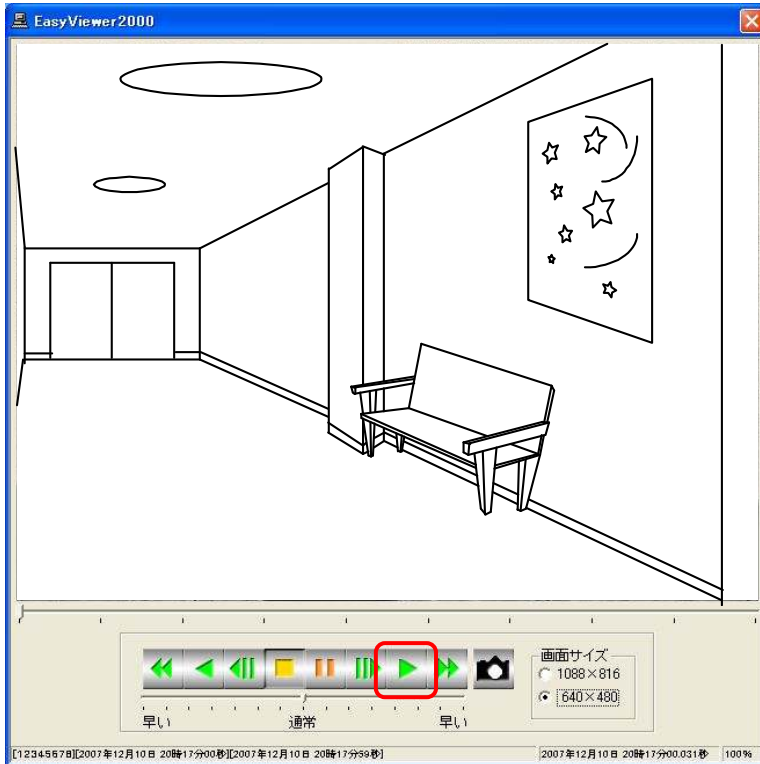 EasyViewer2000
画面サイズ
1088×816
640×480
早い 通常 早い
[12345678][2007年12月10日 20時17分00秒][2007年12月10日 20時17分59秒] 2007年12月10日 20時17分00.031秒 100%